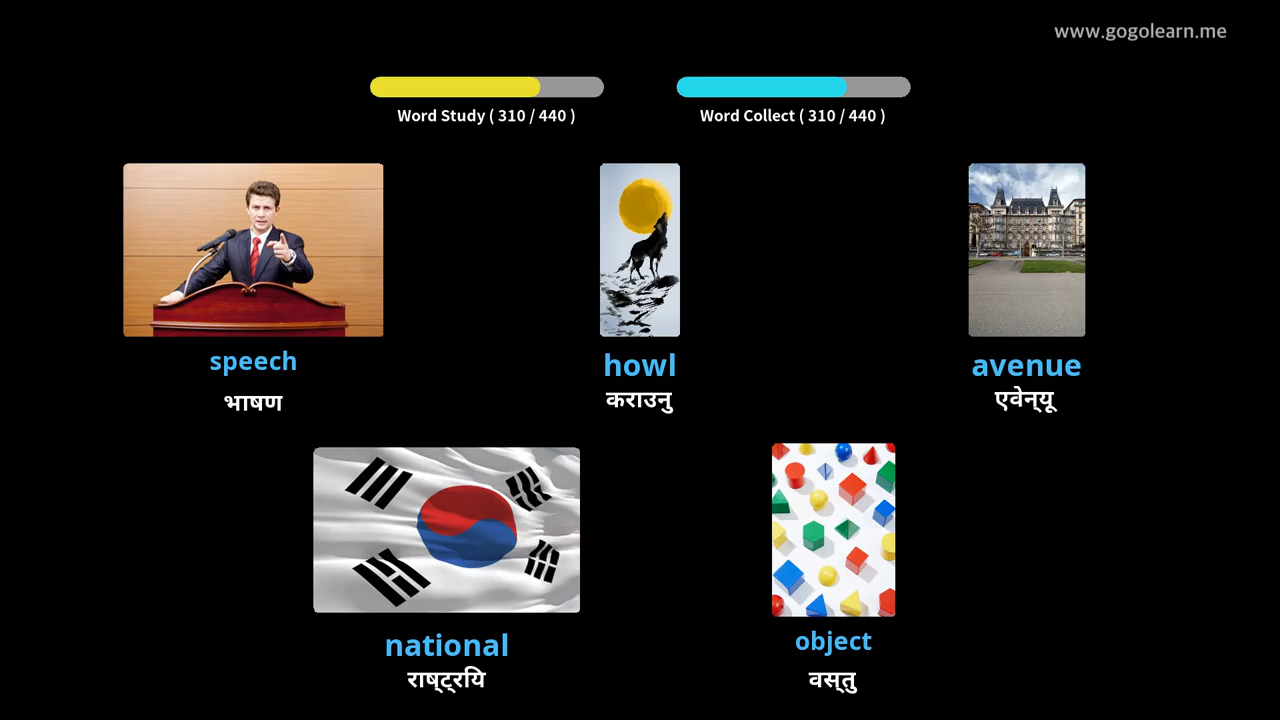 www.gogolearn.me
Word Study ( 310 / 440 )
Word Collect ( 310 / 440 )
speech
भाषण
howl
कराउनु
avenue
एवेन्यू
national
राष्ट्रयि
object
वस्तु